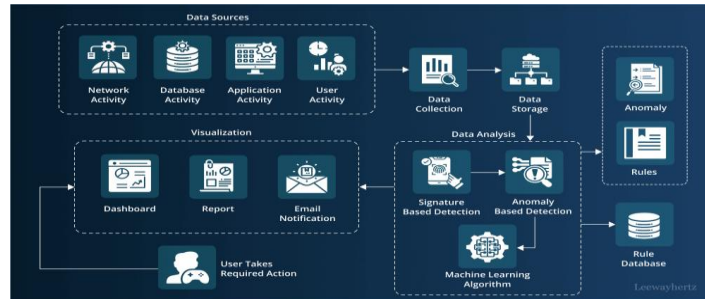 Data Sources
Network
Activity
Database
Activity
Application
Activity
User
Activity
Data
Collection
Data
Storage
Anomaly
Rules
Visualization
Dashboard
Report
Email
Notification
Data Analysis
Signature
Based Detection
Anomaly
Based Detection
Machine Learning
Algorithm
Rule
Database
User Takes
Required Action
Leewayhertz